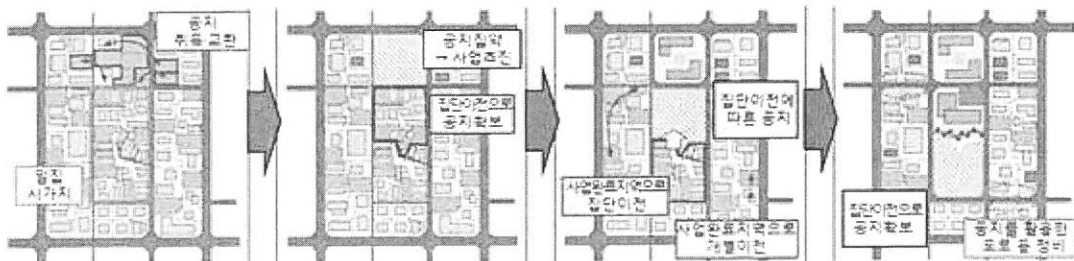 공지
취을교환
밀집
시가지
공지집약
→ 사업추진
집단이전으로
공지확보
사업완료지역으로
집단이전
집단이전에
따른 공지
사업완료지역으로
개별이전
집단이전으로
공지확보
공지를 활용한
도로 등 정비